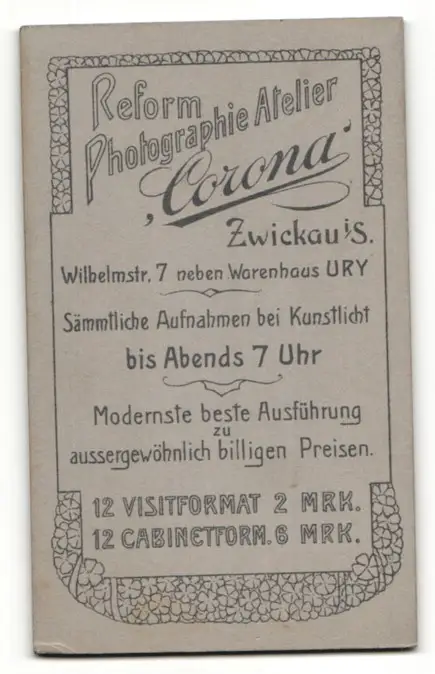 Reform
Photographie Atelier
‚Corona‘
Zwickau i/S.
Wilhelmstr. 7 neben Warenhaus URY
Sämmtliche Aufnahmen bei Kunstlicht
bis Abends 7 Uhr
Modernste beste Ausführung
zu
aussergewöhnlich billigen Preisen.
12 VISITFORMAT 2 MRK.
12 CABINETFORM. 6 MRK.